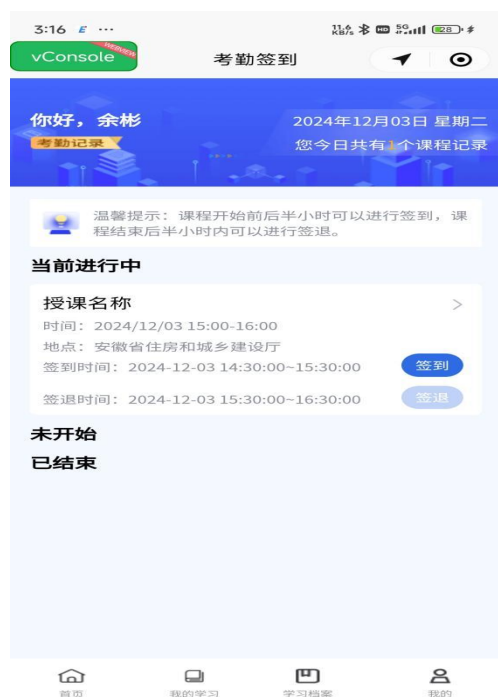 3:16 E ...
11.6 KB/s HD 5G 28
vConsole
WEBVIEW
考勤签到
你好，余彬
2024年12月03日 星期二
考勤记录
您今日共有1个课程记录
温馨提示：课程开始前后半小时可以进行签到，课
程结束后半小时内可以进行签退。
当前进行中
授课名称
时间：2024/12/03 15:00-16:00
地点：安徽省住房和城乡建设厅
签到时间：2024-12-03 14:30:00~15:30:00
签到
签退时间：2024-12-03 15:30:00~16:30:00
签退
未开始
已结束
首页
我的学习
学习档案
我的